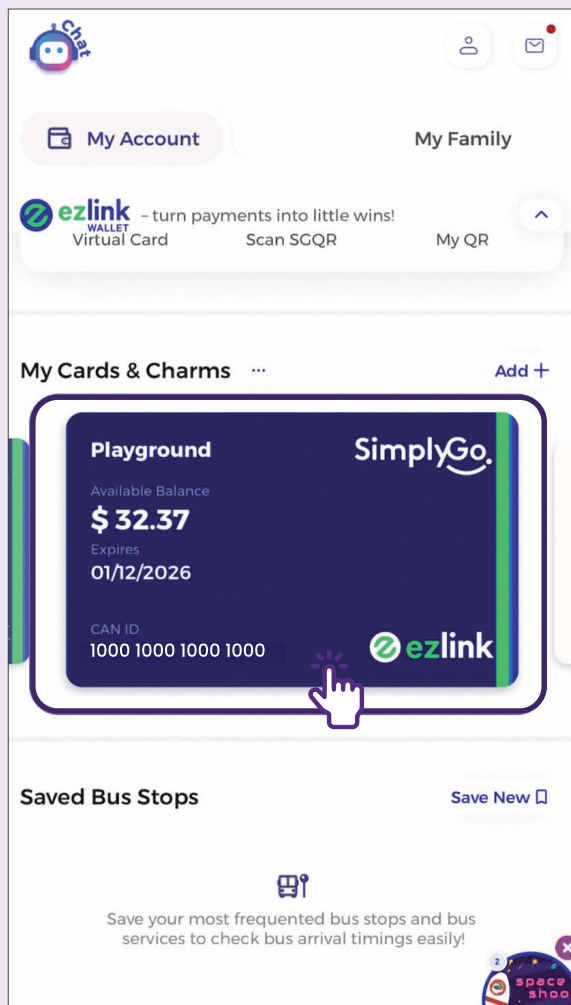 Chat
My Account
My Family
ezlink – turn payments into little wins!
WALLET
Virtual Card Scan SGQR My QR
My Cards & Charms ... Add +
Playground SimplyGo.
Available Balance
$ 32.37
Expires
01/12/2026
CAN ID
1000 1000 1000 1000
ezlink
Saved Bus Stops Save New
Save your most frequented bus stops and bus
services to check bus arrival timings easily!
2
space